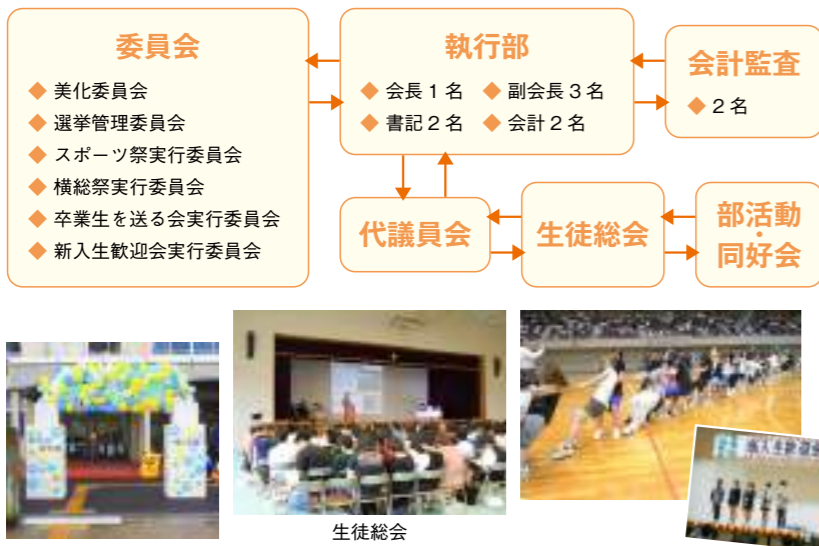 委員会
◆ 美化委員会
◆ 選挙管理委員会
◆ スポーツ祭実行委員会
◆ 横総祭実行委員会
◆ 卒業生を送る会実行委員会
◆ 新入生歓迎会実行委員会
執行部
◆ 会長1名 ◆ 副会長3名
◆ 書記2名 ◆ 会計2名
会計監査
◆ 2名
代議員会
生徒総会
部活動
・
同好会
生徒総会